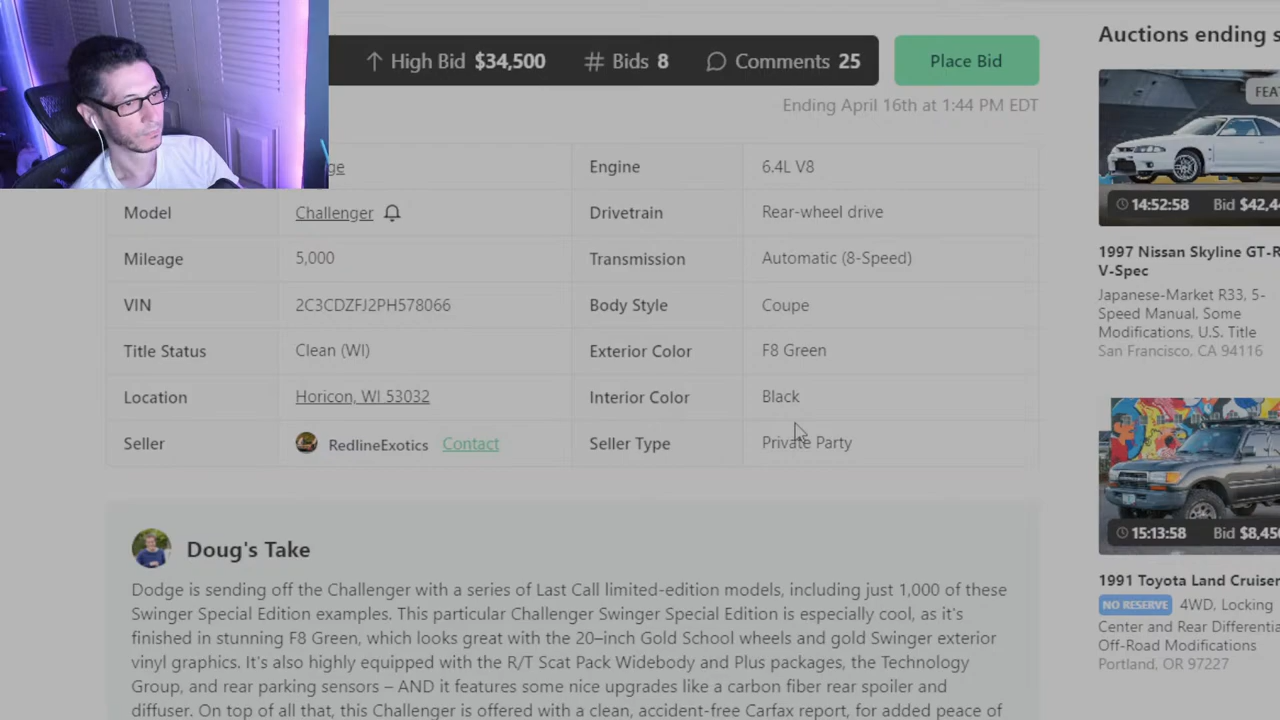 High Bid $34,500
# Bids 8
Comments 25
Place Bid
Ending April 16th at 1:44 PM EDT
ge
Engine 6.4L V8
Model Challenger
Drivetrain Rear-wheel drive
Mileage 5,000
Transmission Automatic (8-Speed)
VIN 2C3CDZFJ2PH578066
Body Style Coupe
Title Status Clean (WI)
Exterior Color F8 Green
Location Horicon, WI 53032
Interior Color Black
Seller RedlineExotics Contact
Seller Type Private Party
Doug's Take
Dodge is sending off the Challenger with a series of Last Call limited-edition models, including just 1,000 of these
Swinger Special Edition examples. This particular Challenger Swinger Special Edition is especially cool, as it's
finished in stunning F8 Green, which looks great with the 20–inch Gold School wheels and gold Swinger exterior
vinyl graphics. It's also highly equipped with the R/T Scat Pack Widebody and Plus packages, the Technology
Group, and rear parking sensors – AND it features some nice upgrades like a carbon fiber rear spoiler and
diffuser. On top of all that, this Challenger is offered with a clean, accident-free Carfax report, for added peace of
Auctions ending s
FEA
14:52:58 Bid $42,4
1997 Nissan Skyline GT-R
V-Spec
Japanese-Market R33, 5-
Speed Manual, Some
Modifications, U.S. Title
San Francisco, CA 94116
15:13:58 Bid $8,45
1991 Toyota Land Cruiser
NO RESERVE 4WD, Locking
Center and Rear Differentia
Off-Road Modifications
Portland, OR 97227